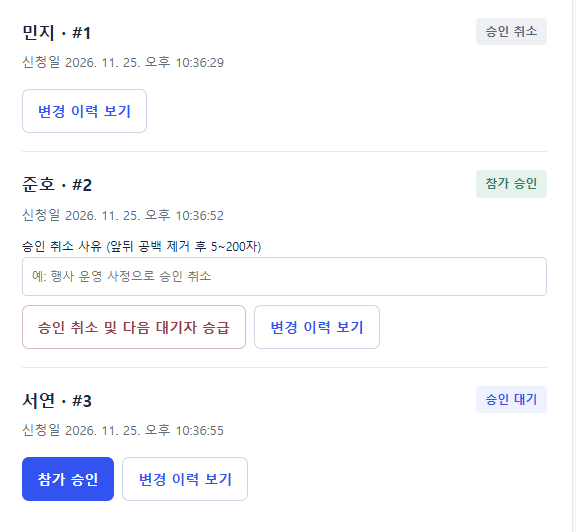 민지 · #1
승인 취소
신청일 2026. 11. 25. 오후 10:36:29
변경 이력 보기
준호 · #2
참가 승인
신청일 2026. 11. 25. 오후 10:36:52
승인 취소 사유 (앞뒤 공백 제거 후 5~200자)
예: 행사 운영 사정으로 승인 취소
승인 취소 및 다음 대기자 승급
변경 이력 보기
서연 · #3
승인 대기
신청일 2026. 11. 25. 오후 10:36:55
참가 승인
변경 이력 보기